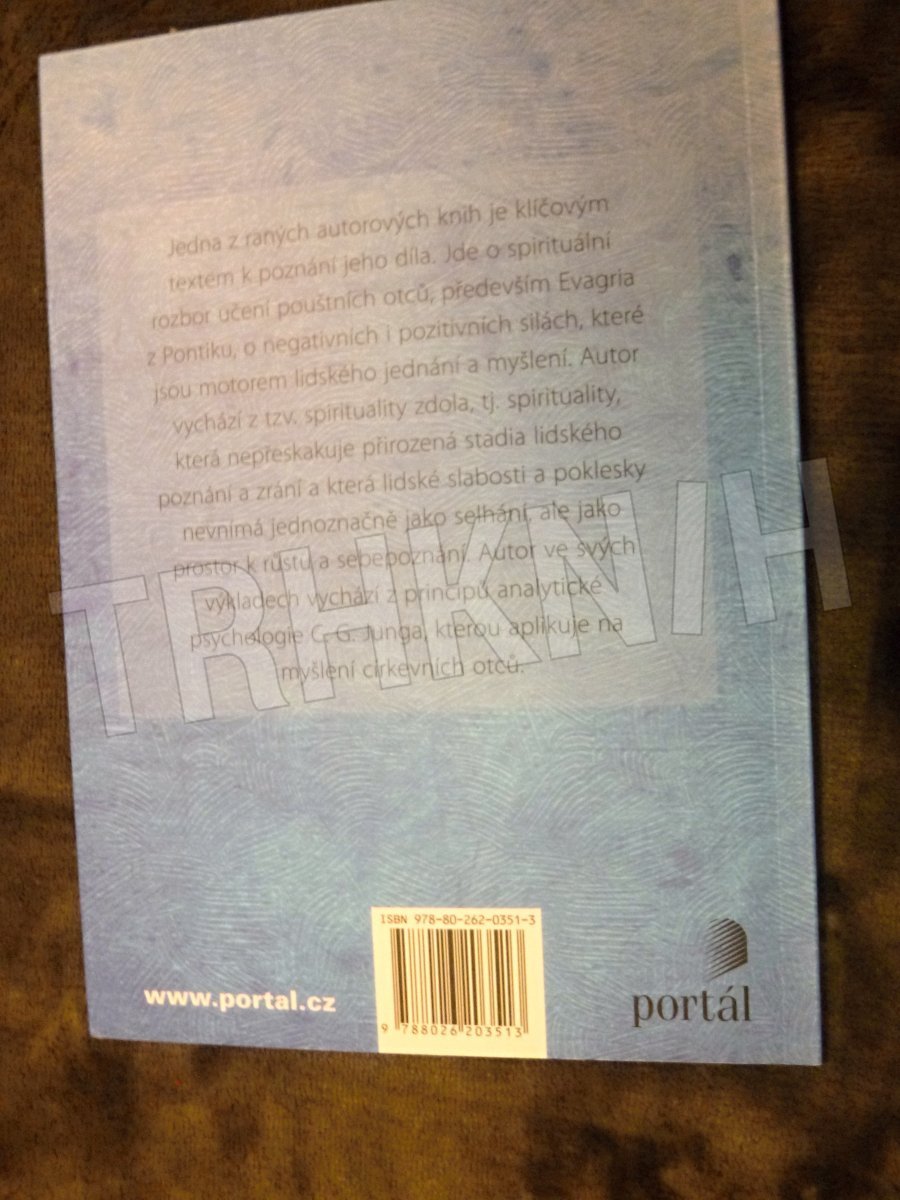 Jedna z raných autorových knih je klíčovým
textem k poznání jeho díla. Jde o spirituální
rozbor učení pouštních otců, především Evagria
z Pontiku, o negativních i pozitivních silách, které
jsou motorem lidského jednání a myšlení. Autor
vychází z tzv. spirituality zdola, tj. spirituality,
která nepřeskakuje přirozená stadia lidského
poznání a zrání a která lidské slabosti a poklesky
nevnímá jednoznačně jako selhání, ale jako
prostor k růstu a sebepoznání. Autor ve svých
výkladech vychází z principů analytické
psychologie C. G. Junga, kterou aplikuje na
myšlení církevních otců.
TRHKNIH
ISBN 978-80-262-0351-3
9 788026 203513
www.portal.cz
portál